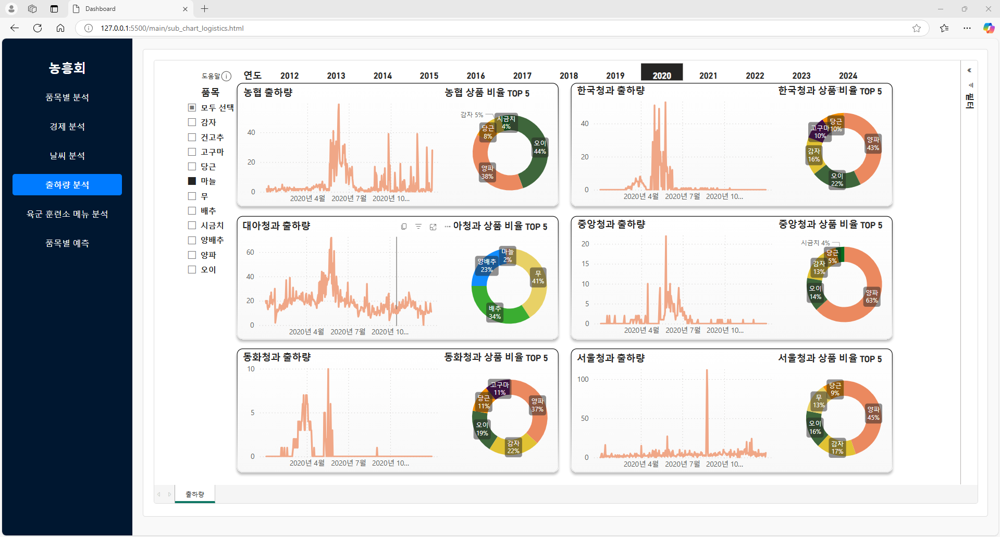 Dashboard
127.0.0.1:5500/main/sub_chart_logistics.html
농흥회
품목별 분석
경제 분석
날씨 분석
출하량 분석
육군 훈련소 메뉴 분석
품목별 예측
도움말
연도 2012 2013 2014 2015 2016 2017 2018 2019 2020 2021 2022 2023 2024
품목
모두 선택
감자
건고추
고구마
당근
마늘
무
배추
시금치
양배추
양파
오이
농협 출하량
40
20
0
2020년 4월 2020년 7월 2020년 10...
농협 상품 비율 TOP 5
감자 5%
시금치
4%
당근
8%
오이
44%
양파
38%
한국청과 출하량
40
20
0
2020년 4월 2020년 7월 2020년 10...
한국청과 상품 비율 TOP 5
당근
10%
고구마
10%
양파
43%
감자
16%
오이
22%
대아청과 출하량
60
40
20
0
2020년 4월 2020년 7월 2020년 10...
아청과 상품 비율 TOP 5
마늘
2%
양배추
23%
무
41%
배추
34%
중앙청과 출하량
20
15
10
5
0
2020년 4월 2020년 7월 2020년 10...
중앙청과 상품 비율 TOP 5
시금치 4%
당근
5%
감자
13%
오이
14%
양파
63%
동화청과 출하량
10
5
0
2020년 4월 2020년 7월 2020년 10...
동화청과 상품 비율 TOP 5
고구마
11%
당근
11%
양파
37%
오이
19%
감자
22%
서울청과 출하량
100
50
0
2020년 4월 2020년 7월 2020년 10...
서울청과 상품 비율 TOP 5
당근
9%
무
13%
양파
45%
오이
16%
감자
17%
필터
출하량